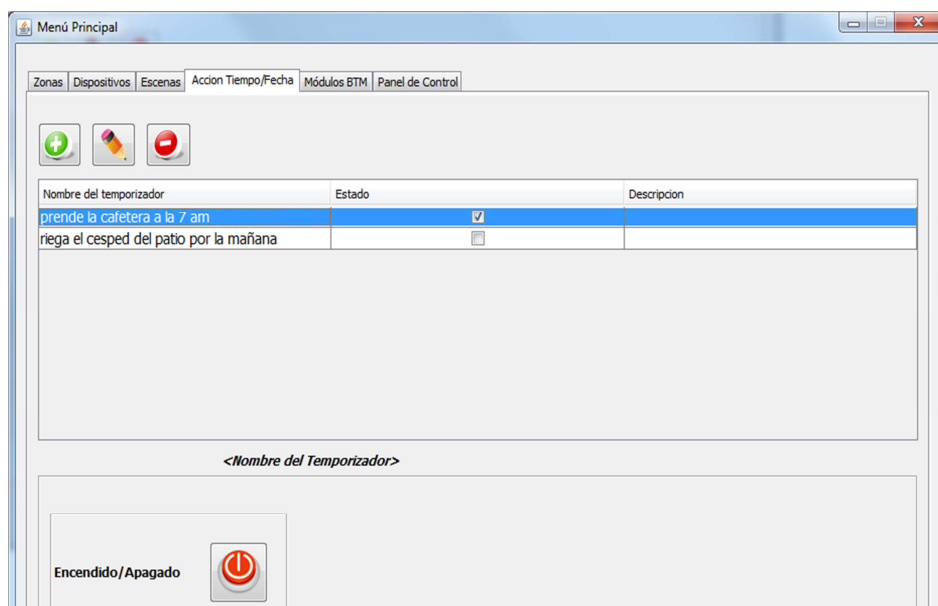 Menú Principal
Zonas Dispositivos Escenas Accion Tiempo/Fecha Módulos BTM Panel de Control
Nombre del temporizador Estado Descripcion
prende la cafetera a la 7 am
riega el cesped del patio por la mañana
<Nombre del Temporizador>
Encendido/Apagado